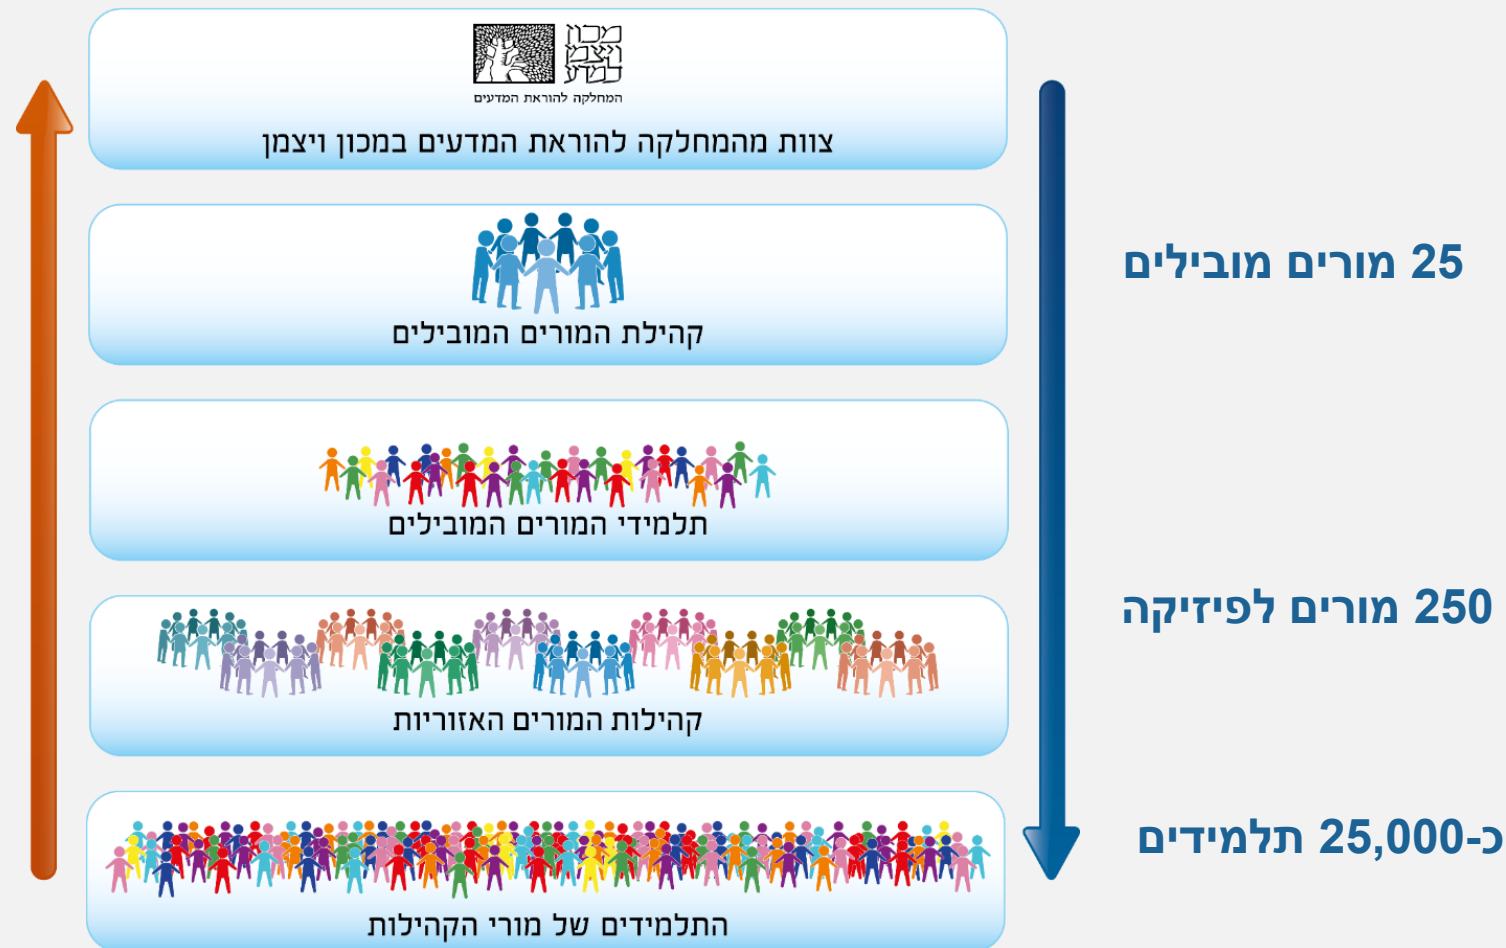 מכון
ויצמן
למדע
המחלקה להוראת המדעים
צוות מהמחלקה להוראת המדעים במכון ויצמן
25 מורים מובילים
קהילת המורים המובילים
תלמידי המורים המובילים
250 מורים לפיזיקה
קהילות המורים האזוריות
כ-25,000 תלמידים
התלמידים של מורי הקהילות